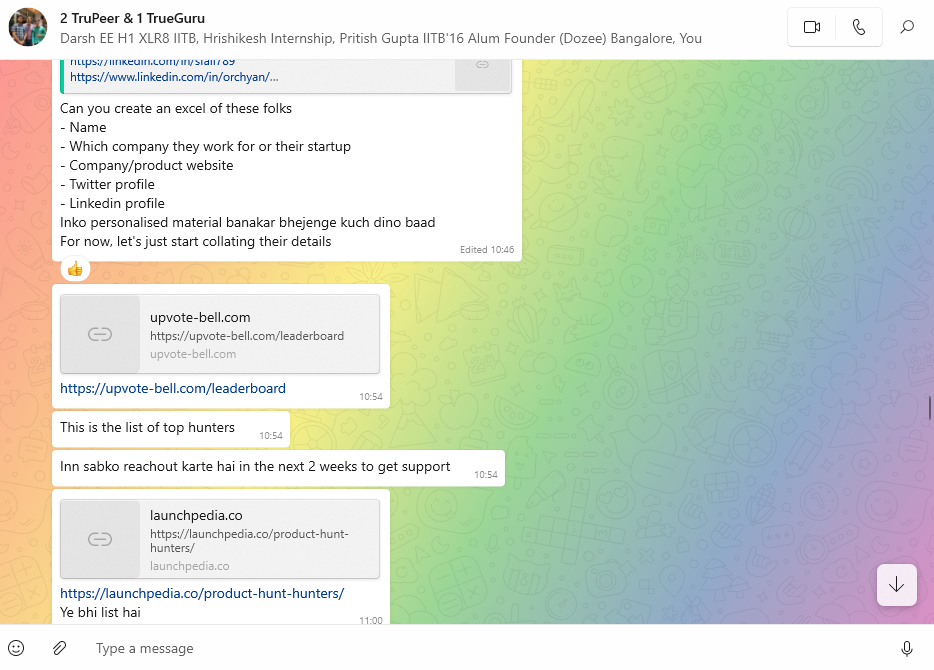 2 TruPeer & 1 TrueGuru
Darsh EE H1 XLR8 IITB, Hrishikesh Internship, Pritish Gupta IITB'16 Alum Founder (Dozee) Bangalore, You
https://www.linkedin.com/in/sfali789
https://www.linkedin.com/in/orchyan/...
Can you create an excel of these folks
- Name
- Which company they work for or their startup
- Company/product website
- Twitter profile
- Linkedin profile
Inko personalised material banakar bhejenge kuch dino baad
For now, let's just start collating their details
Edited 10:46
upvote-bell.com
https://upvote-bell.com/leaderboard
upvote-bell.com
https://upvote-bell.com/leaderboard
10:54
This is the list of top hunters
10:54
Inn sabko reachout karte hai in the next 2 weeks to get support
10:54
launchpedia.co
https://launchpedia.co/product-hunt-
hunters/
launchpedia.co
https://launchpedia.co/product-hunt-hunters/
Ye bhi list hai
11:00
Type a message